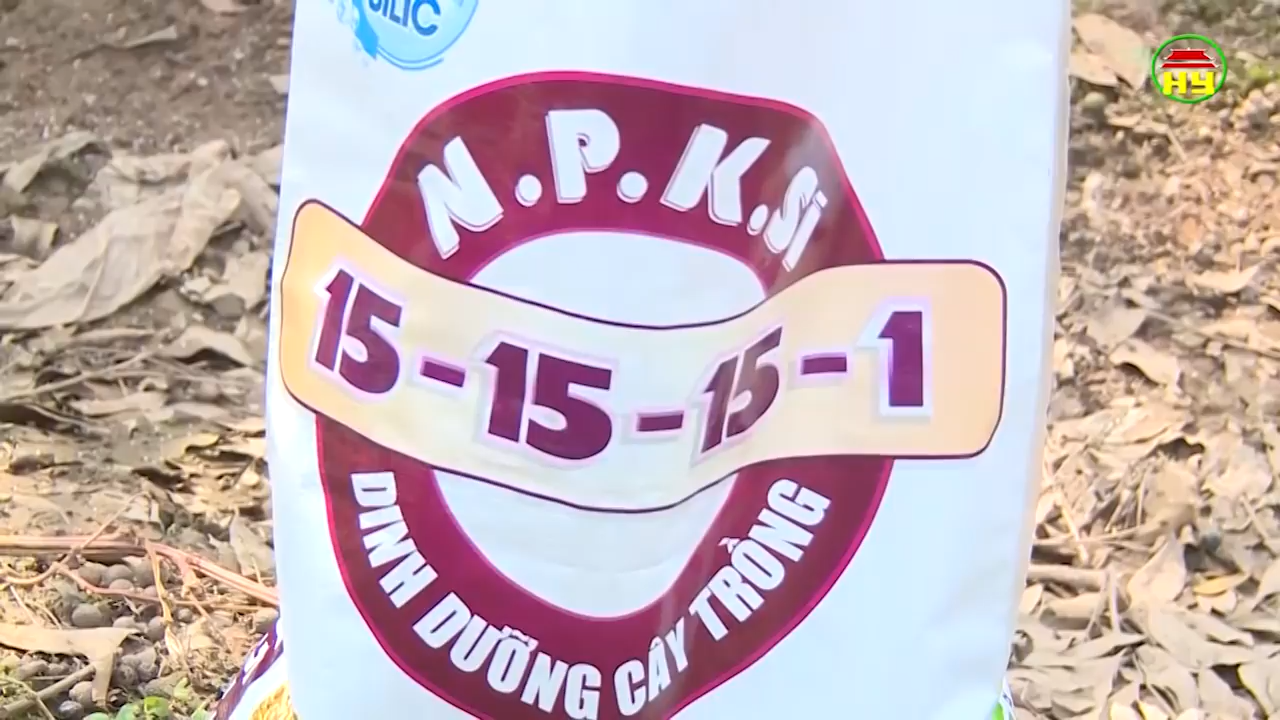 SILIC
HY
N.P.K.Si
15-15-15-1
DINH DƯỠNG CÂY TRỒNG